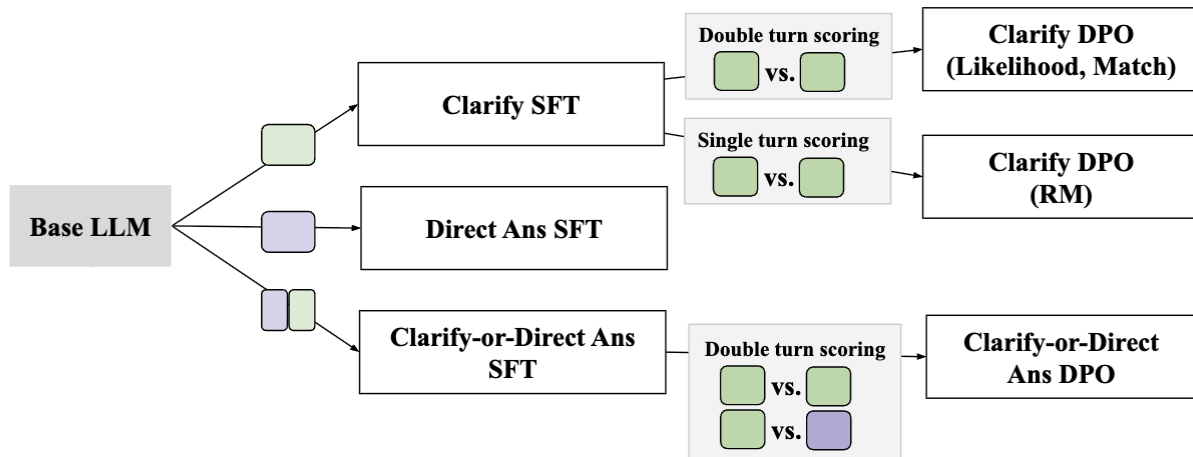 Base LLM
Clarify SFT
Direct Ans SFT
Clarify-or-Direct Ans
SFT
Double turn scoring
vs.
Single turn scoring
vs.
Double turn scoring
vs.
vs.
Clarify DPO
(Likelihood, Match)
Clarify DPO
(RM)
Clarify-or-Direct
Ans DPO